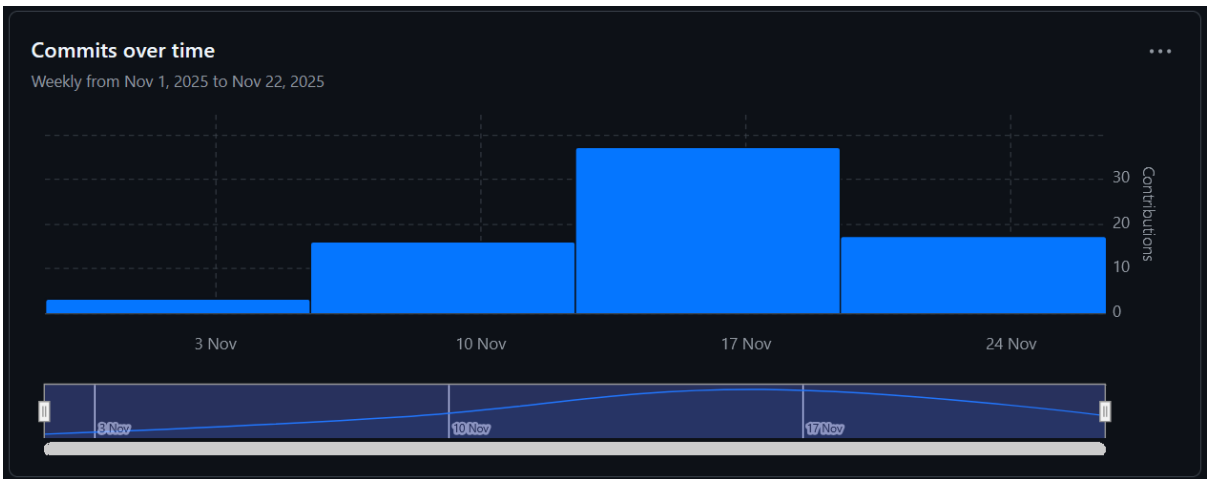 Commits over time
Weekly from Nov 1, 2025 to Nov 22, 2025
30
20
10
0
Contributions
3 Nov
10 Nov
17 Nov
24 Nov
3 Nov
10 Nov
17 Nov